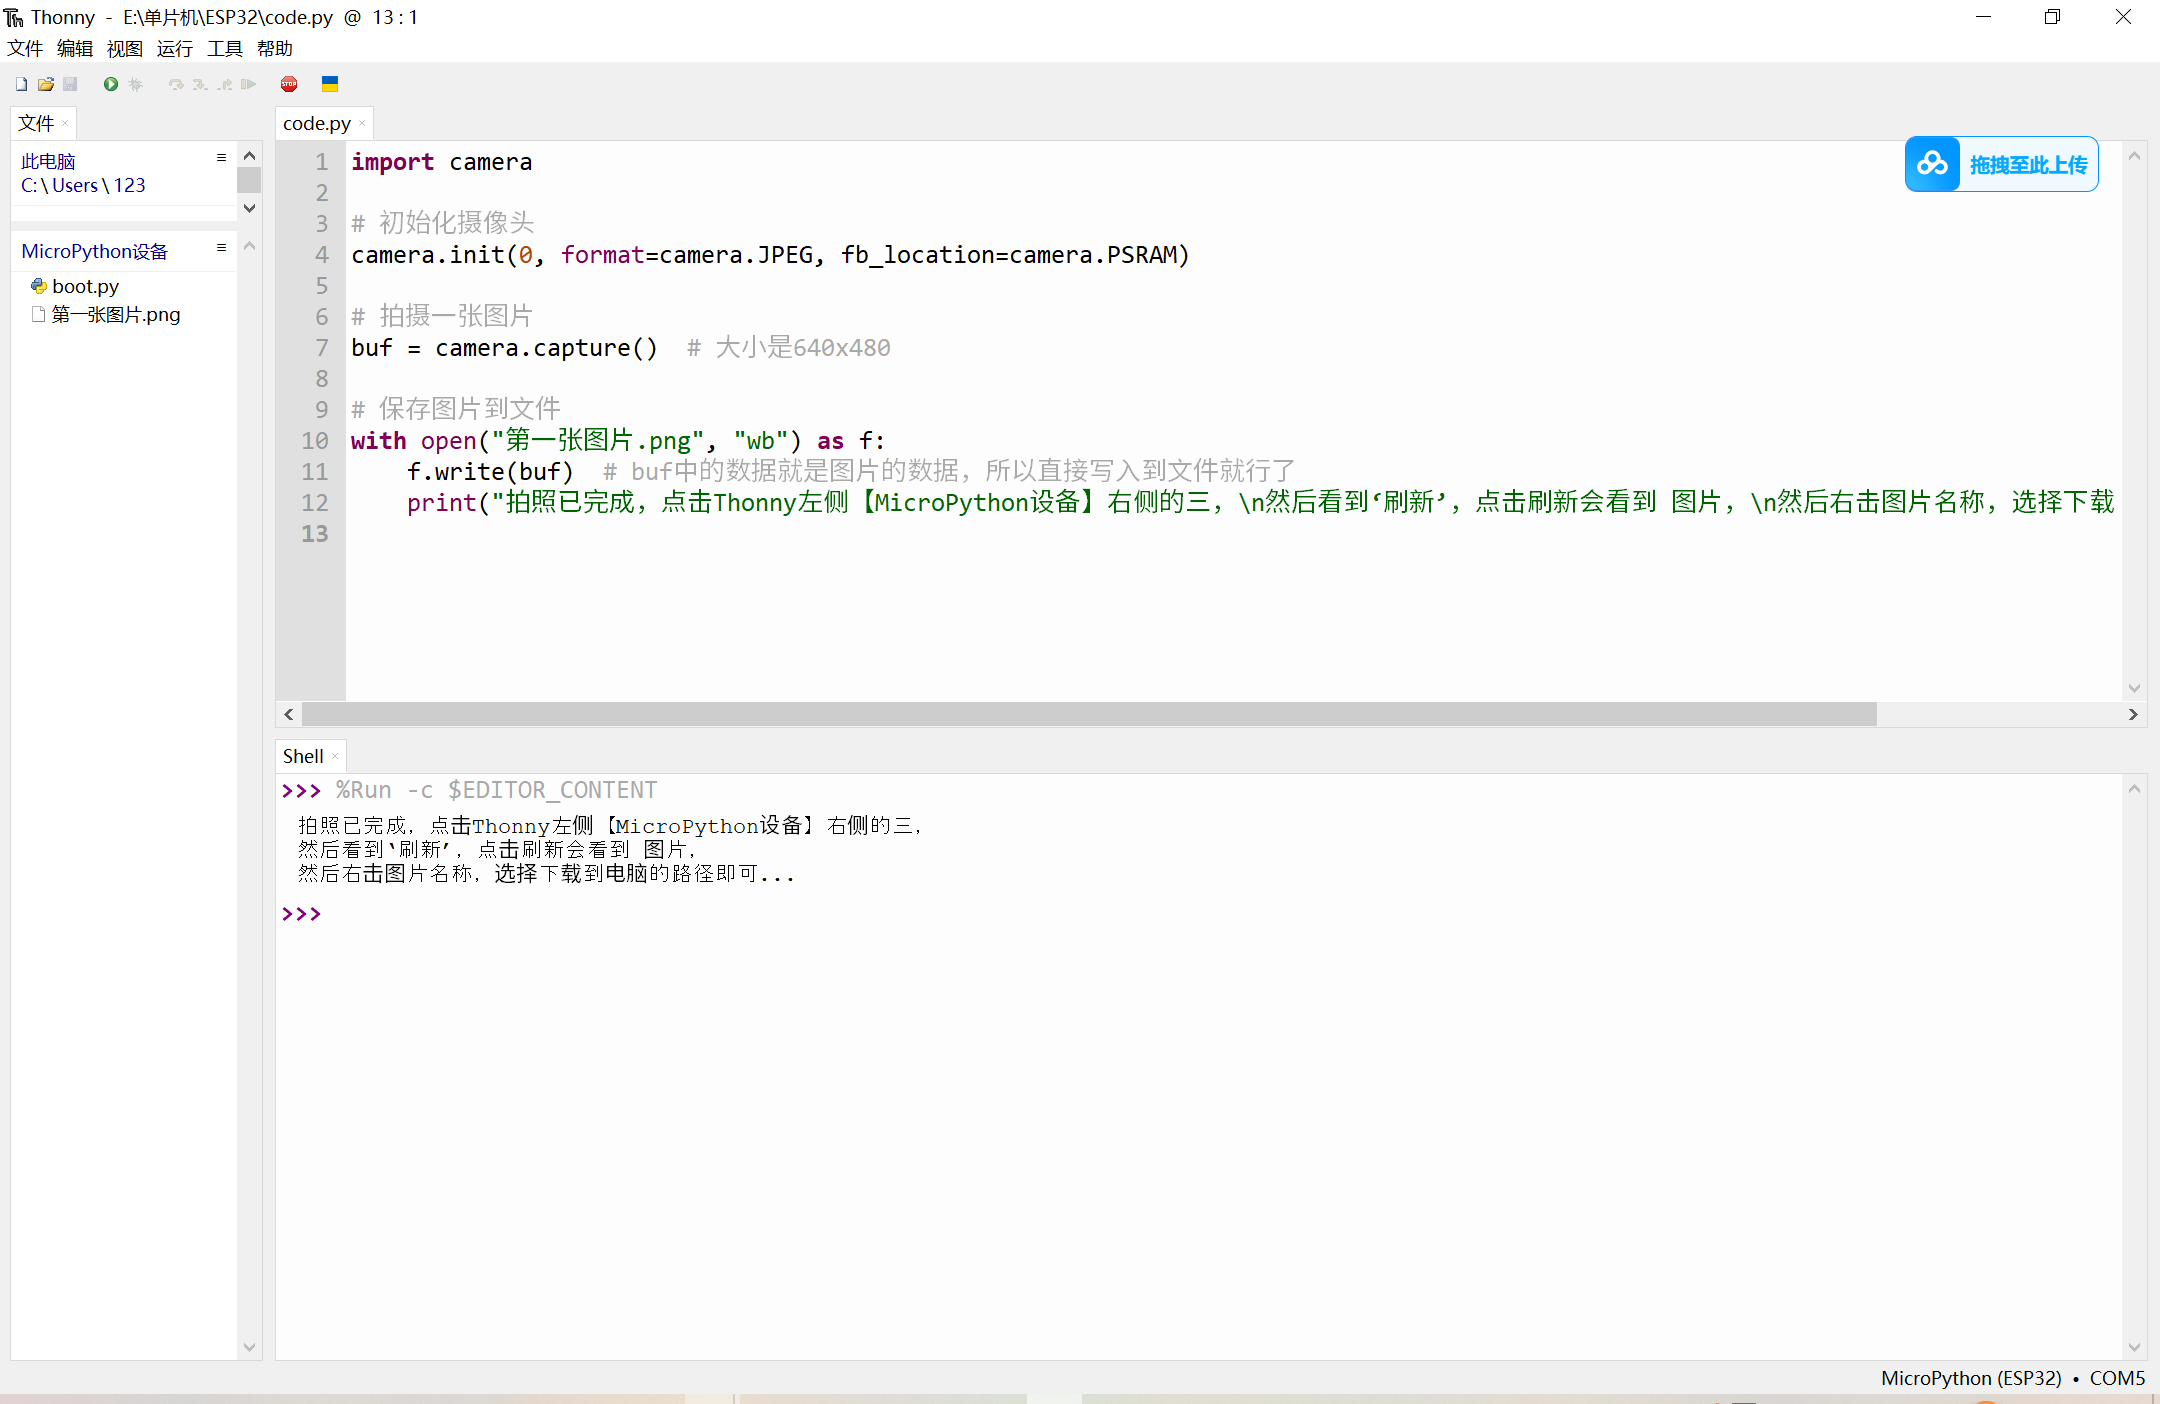 Thonny - E:\单片机\ESP32\code.py @ 13 : 1
文件 编辑 视图 运行 工具 帮助
STOP
文件
此电脑
C: \ Users \ 123
MicroPython设备
boot.py
第一张图片.png
code.py
拖拽至此上传
1 import camera
2
3 # 初始化摄像头
4 camera.init(0, format=camera.JPEG, fb_location=camera.PSRAM)
5
6 # 拍摄一张图片
7 buf = camera.capture()  # 大小是640x480
8
9 # 保存图片到文件
10 with open("第一张图片.png", "wb") as f:
11     f.write(buf)  # buf中的数据就是图片的数据，所以直接写入到文件就行了
12     print("拍照已完成，点击Thonny左侧【MicroPython设备】右侧的三，\n然后看到‘刷新’，点击刷新会看到 图片，\n然后右击图片名称，选择下载
13
Shell
>>> %Run -c $EDITOR_CONTENT
拍照已完成，点击Thonny左侧【MicroPython设备】右侧的三，
然后看到‘刷新’，点击刷新会看到 图片，
然后右击图片名称，选择下载到电脑的路径即可...
>>>
MicroPython (ESP32) • COM5